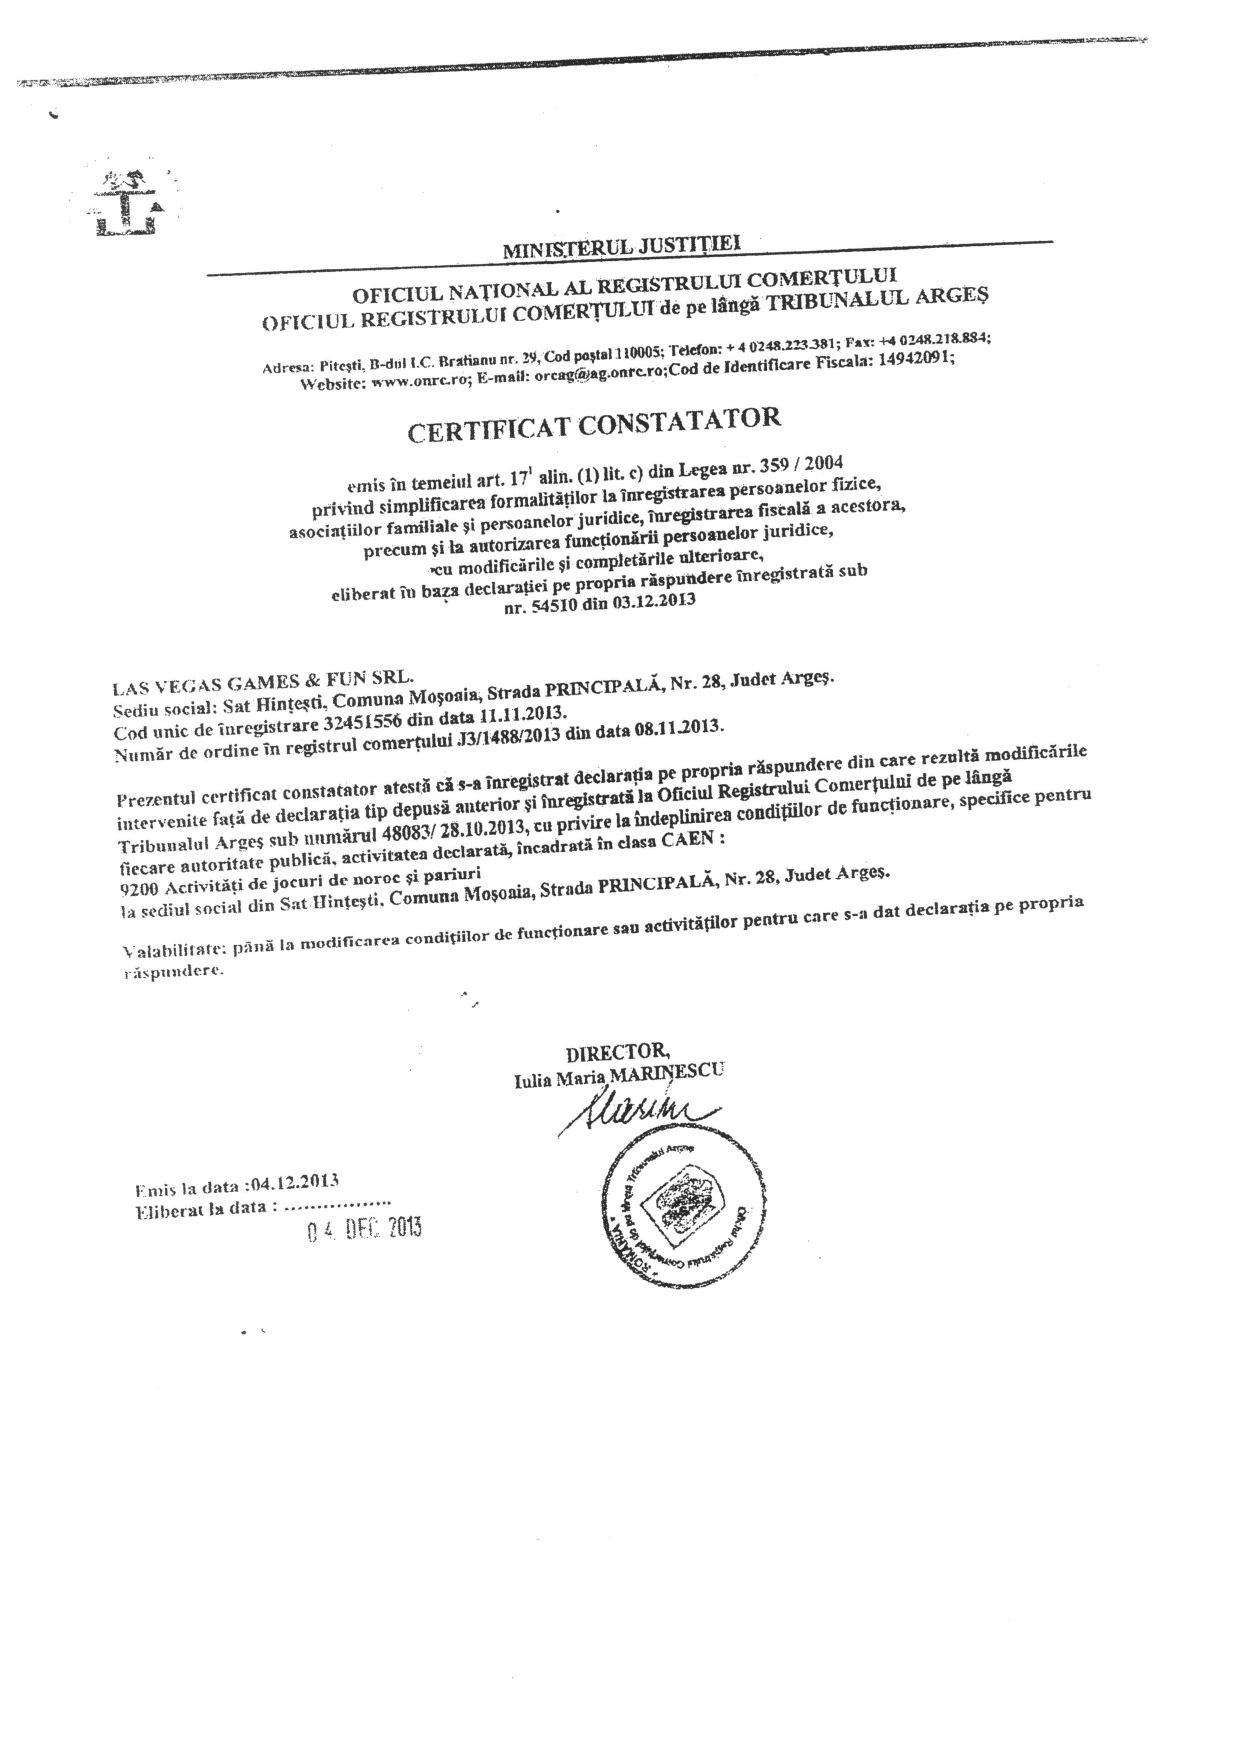 MINISTERUL JUSTIȚIEI
OFICIUL NAȚIONAL AL REGISTRULUI COMERȚULUI
OFICIUL REGISTRULUI COMERȚULUI de pe lângă TRIBUNALUL ARGEȘ
Adresa: Pitești, B-dul I.C. Bratianu nr. 29, Cod poștal 110005; Telefon: + 4 0248.223.381; Fax: +4 0248.218.884;
Website: www.onrc.ro; E-mail: orcag@ag.onrc.ro;Cod de Identificare Fiscala: 14942091;
CERTIFICAT CONSTATATOR
emis în temeiul art. 17¹ alin. (1) lit. c) din Legea nr. 359 / 2004
privind simplificarea formalităților la înregistrarea persoanelor fizice,
asociațiilor familiale și persoanelor juridice, înregistrarea fiscală a acestora,
precum și la autorizarea funcționării persoanelor juridice,
cu modificările și completările ulterioare,
eliberat în baza declarației pe propria răspundere înregistrată sub
nr. 54510 din 03.12.2013
LAS VEGAS GAMES & FUN SRL.
Sediu social: Sat Hințești, Comuna Moșoaia, Strada PRINCIPALĂ, Nr. 28, Judet Argeș.
Cod unic de înregistrare 32451556 din data 11.11.2013.
Număr de ordine în registrul comerțului J3/1488/2013 din data 08.11.2013.
Prezentul certificat constatator atestă că s-a înregistrat declarația pe propria răspundere din care rezultă modificările
intervenite față de declarația tip depusă anterior și înregistrată la Oficiul Registrului Comerțului de pe lângă
Tribunalul Argeș sub numărul 48083/ 28.10.2013, cu privire la îndeplinirea condițiilor de funcționare, specifice pentru
fiecare autoritate publică, activitatea declarată, încadrată în clasa CAEN :
9200 Activități de jocuri de noroc și pariuri
la sediul social din Sat Hințești, Comuna Moșoaia, Strada PRINCIPALĂ, Nr. 28, Judet Argeș.
Valabilitate: până la modificarea condițiilor de funcționare sau activităților pentru care s-a dat declarația pe propria
răspundere.
DIRECTOR,
Iulia Maria MARINESCU
Emis la data :04.12.2013
Eliberat la data : .................
04 DEC 2013
* ROMÂNIA *
Oficiul Registrului Comerțului de pe lângă Tribunalul Argeș